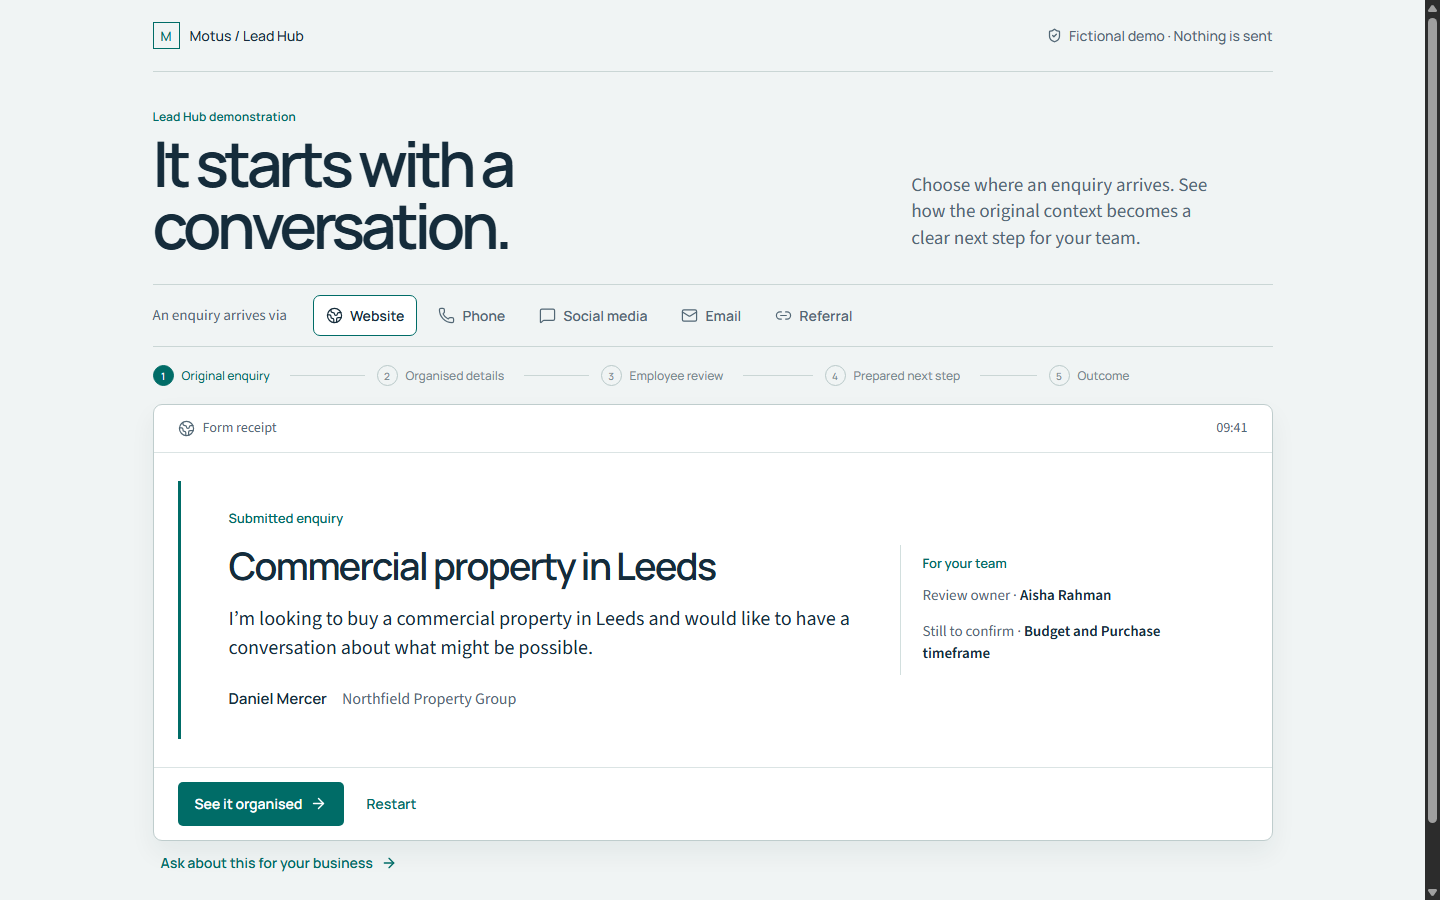 M Motus / Lead Hub
Fictional demo · Nothing is sent
Lead Hub demonstration
It starts with a
conversation.
Choose where an enquiry arrives. See
how the original context becomes a
clear next step for your team.
An enquiry arrives via Website Phone Social media Email Referral
1 Original enquiry 2 Organised details 3 Employee review 4 Prepared next step 5 Outcome
Form receipt 09:41
Submitted enquiry
Commercial property in Leeds
I’m looking to buy a commercial property in Leeds and would like to have a
conversation about what might be possible.
Daniel Mercer Northfield Property Group
For your team
Review owner · Aisha Rahman
Still to confirm · Budget and Purchase
timeframe
See it organised Restart
Ask about this for your business